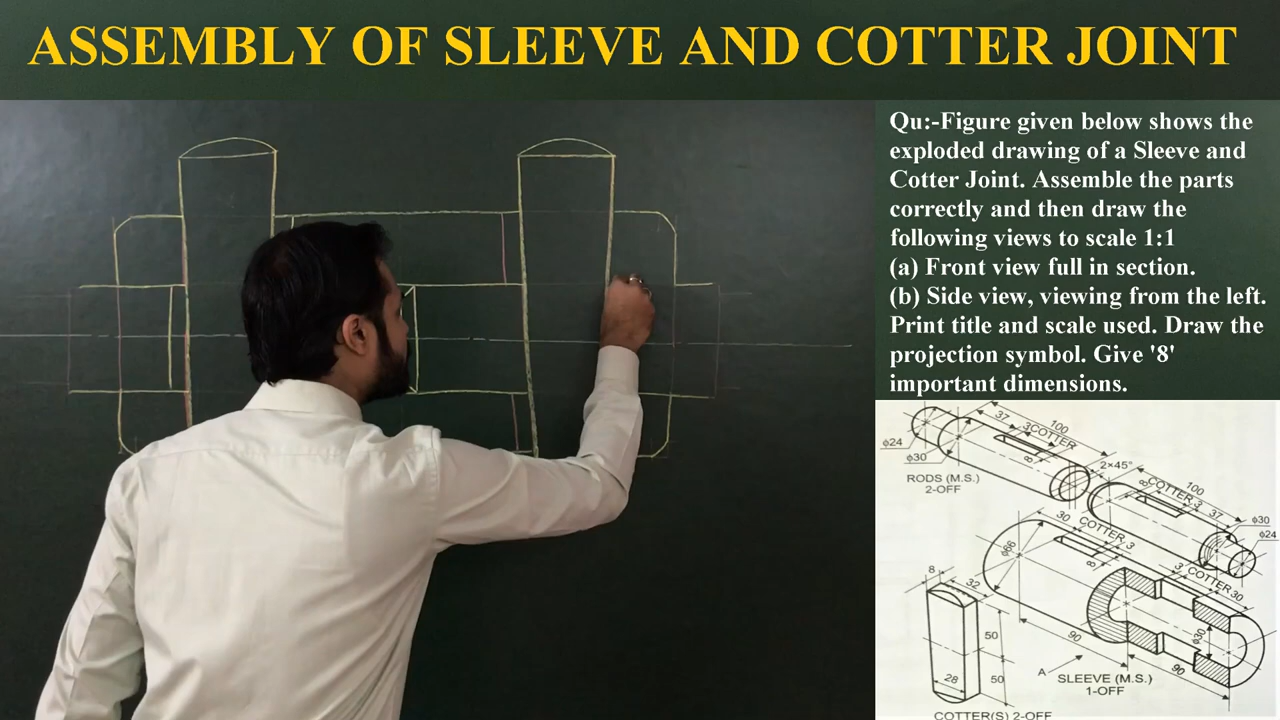 ASSEMBLY OF SLEEVE AND COTTER JOINT
Qu:-Figure given below shows the
exploded drawing of a Sleeve and
Cotter Joint. Assemble the parts
correctly and then draw the
following views to scale 1:1
(a) Front view full in section.
(b) Side view, viewing from the left.
Print title and scale used. Draw the
projection symbol. Give '8'
important dimensions.
37
3
COTTER
100
ϕ24
ϕ30
8
RODS (M.S.)
2-OFF
2×45°
8
COTTER 3
100
37
ϕ30
ϕ24
30
COTTER 3
8
ϕ66
3
COTTER
30
8
32
50
50
28
90
ϕ30
90
A
SLEEVE (M.S.)
1-OFF
COTTER(S) 2-OFF